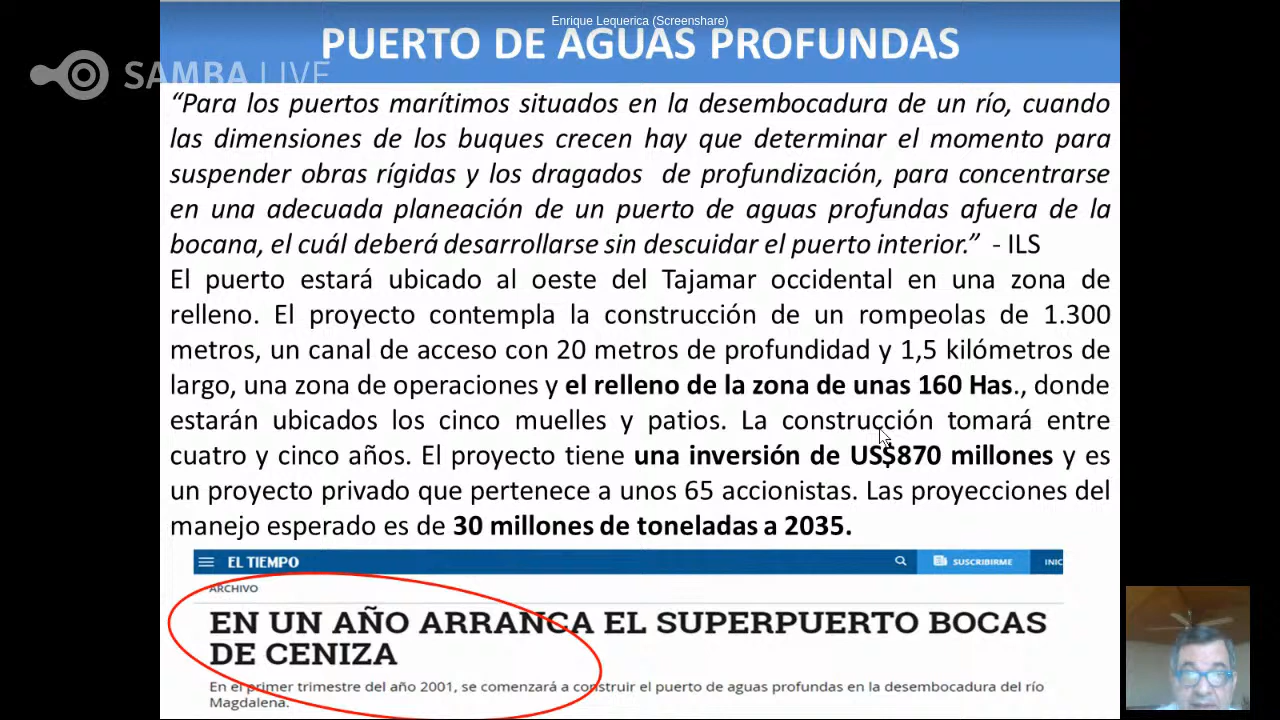 Enrique Lequerica (Screenshare)
PUERTO DE AGUAS PROFUNDAS
SAMBA LIVE
“Para los puertos marítimos situados en la desembocadura de un río, cuando
las dimensiones de los buques crecen hay que determinar el momento para
suspender obras rígidas y los dragados de profundización, para concentrarse
en una adecuada planeación de un puerto de aguas profundas afuera de la
bocana, el cuál deberá desarrollarse sin descuidar el puerto interior.” - ILS
El puerto estará ubicado al oeste del Tajamar occidental en una zona de
relleno. El proyecto contempla la construcción de un rompeolas de 1.300
metros, un canal de acceso con 20 metros de profundidad y 1,5 kilómetros de
largo, una zona de operaciones y el relleno de la zona de unas 160 Has., donde
estarán ubicados los cinco muelles y patios. La construcción tomará entre
cuatro y cinco años. El proyecto tiene una inversión de US$870 millones y es
un proyecto privado que pertenece a unos 65 accionistas. Las proyecciones del
manejo esperado es de 30 millones de toneladas a 2035.
EL TIEMPO SUSCRIBIRME INIC
ARCHIVO
EN UN AÑO ARRANCA EL SUPERPUERTO BOCAS
DE CENIZA
En el primer trimestre del año 2001, se comenzará a construir el puerto de aguas profundas en la desembocadura del río
Magdalena.